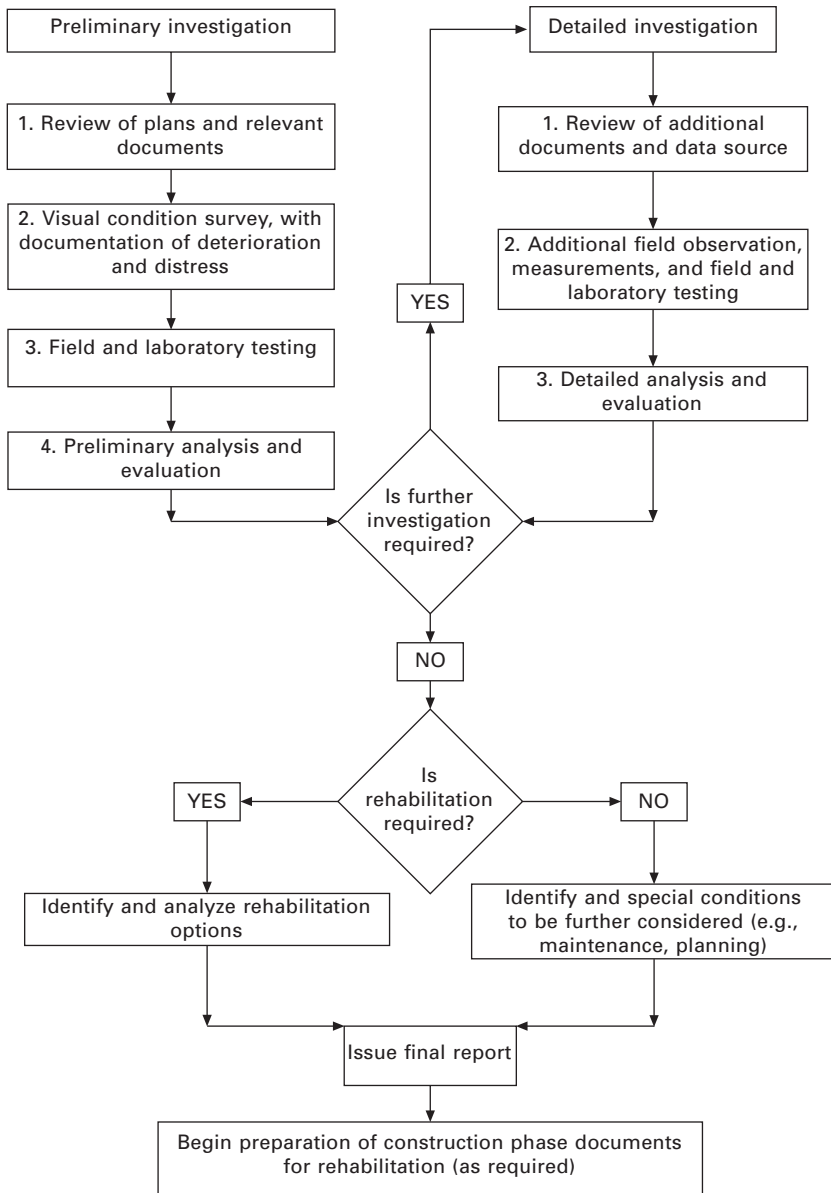 Preliminary investigation
1. Review of plans and relevant
documents
2. Visual condition survey, with
documentation of deterioration
and distress
3. Field and laboratory testing
4. Preliminary analysis and
evaluation
Detailed investigation
1. Review of additional
documents and data source
2. Additional field observation,
measurements, and field and
laboratory testing
3. Detailed analysis and
evaluation
YES
Is further
investigation
required?
NO
Is
rehabilitation
required?
YES
NO
Identify and analyze rehabilitation
options
Identify and special conditions
to be further considered (e.g.,
maintenance, planning)
Issue final report
Begin preparation of construction phase documents
for rehabilitation (as required)